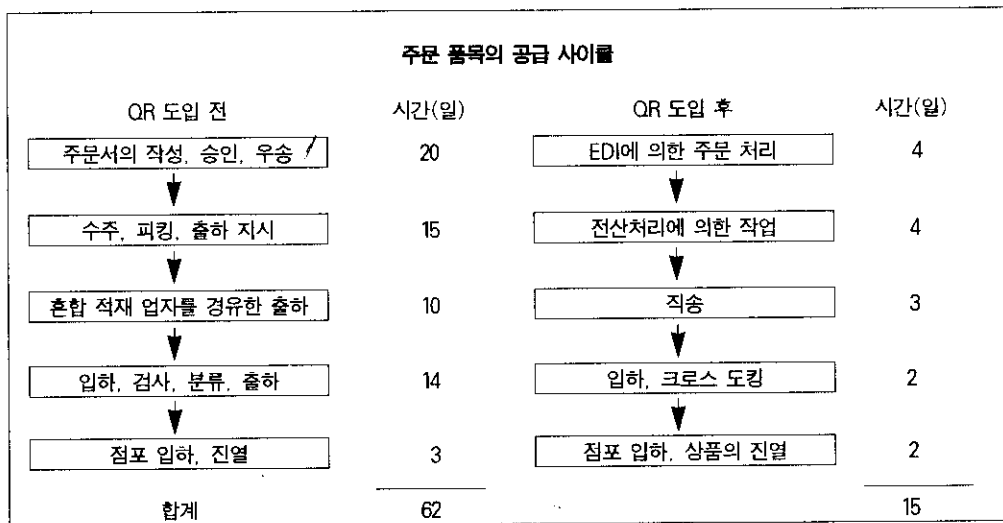 주문 품목의 공급 사이클
QR 도입 전 시간(일) QR 도입 후 시간(일)
주문서의 작성, 승인, 우송 20 EDI에 의한 주문 처리 4
수주, 피킹, 출하 지시 15 전산처리에 의한 작업 4
혼합 적재 업자를 경유한 출하 10 직송 3
입하, 검사, 분류, 출하 14 입하, 크로스 도킹 2
점포 입하, 진열 3 점포 입하, 상품의 진열 2
합계 62 15